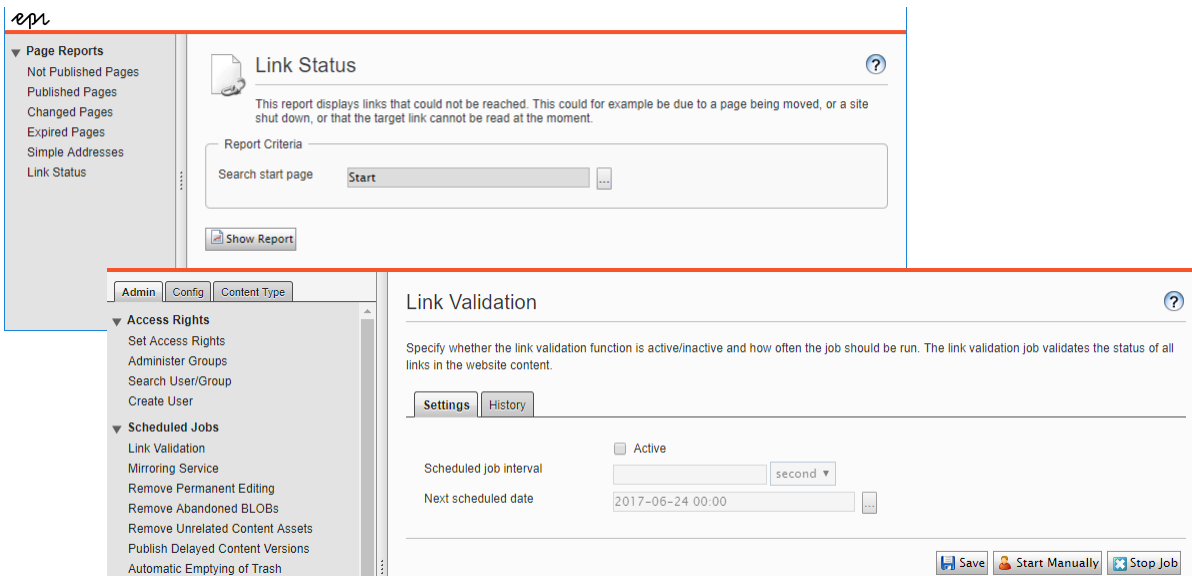 epi
Page Reports
Not Published Pages
Published Pages
Changed Pages
Expired Pages
Simple Addresses
Link Status
Link Status
?
This report displays links that could not be reached. This could for example be due to a page being moved, or a site
shut down, or that the target link cannot be read at the moment.
Report Criteria
Search start page Start ...
Show Report
Admin Config Content Type
Access Rights
Set Access Rights
Administer Groups
Search User/Group
Create User
Scheduled Jobs
Link Validation
Mirroring Service
Remove Permanent Editing
Remove Abandoned BLOBs
Remove Unrelated Content Assets
Publish Delayed Content Versions
Automatic Emptying of Trash
Link Validation
?
Specify whether the link validation function is active/inactive and how often the job should be run. The link validation job validates the status of all
links in the website content.
Settings History
Active
Scheduled job interval second
Next scheduled date 2017-06-24 00:00 ...
Save Start Manually Stop Job